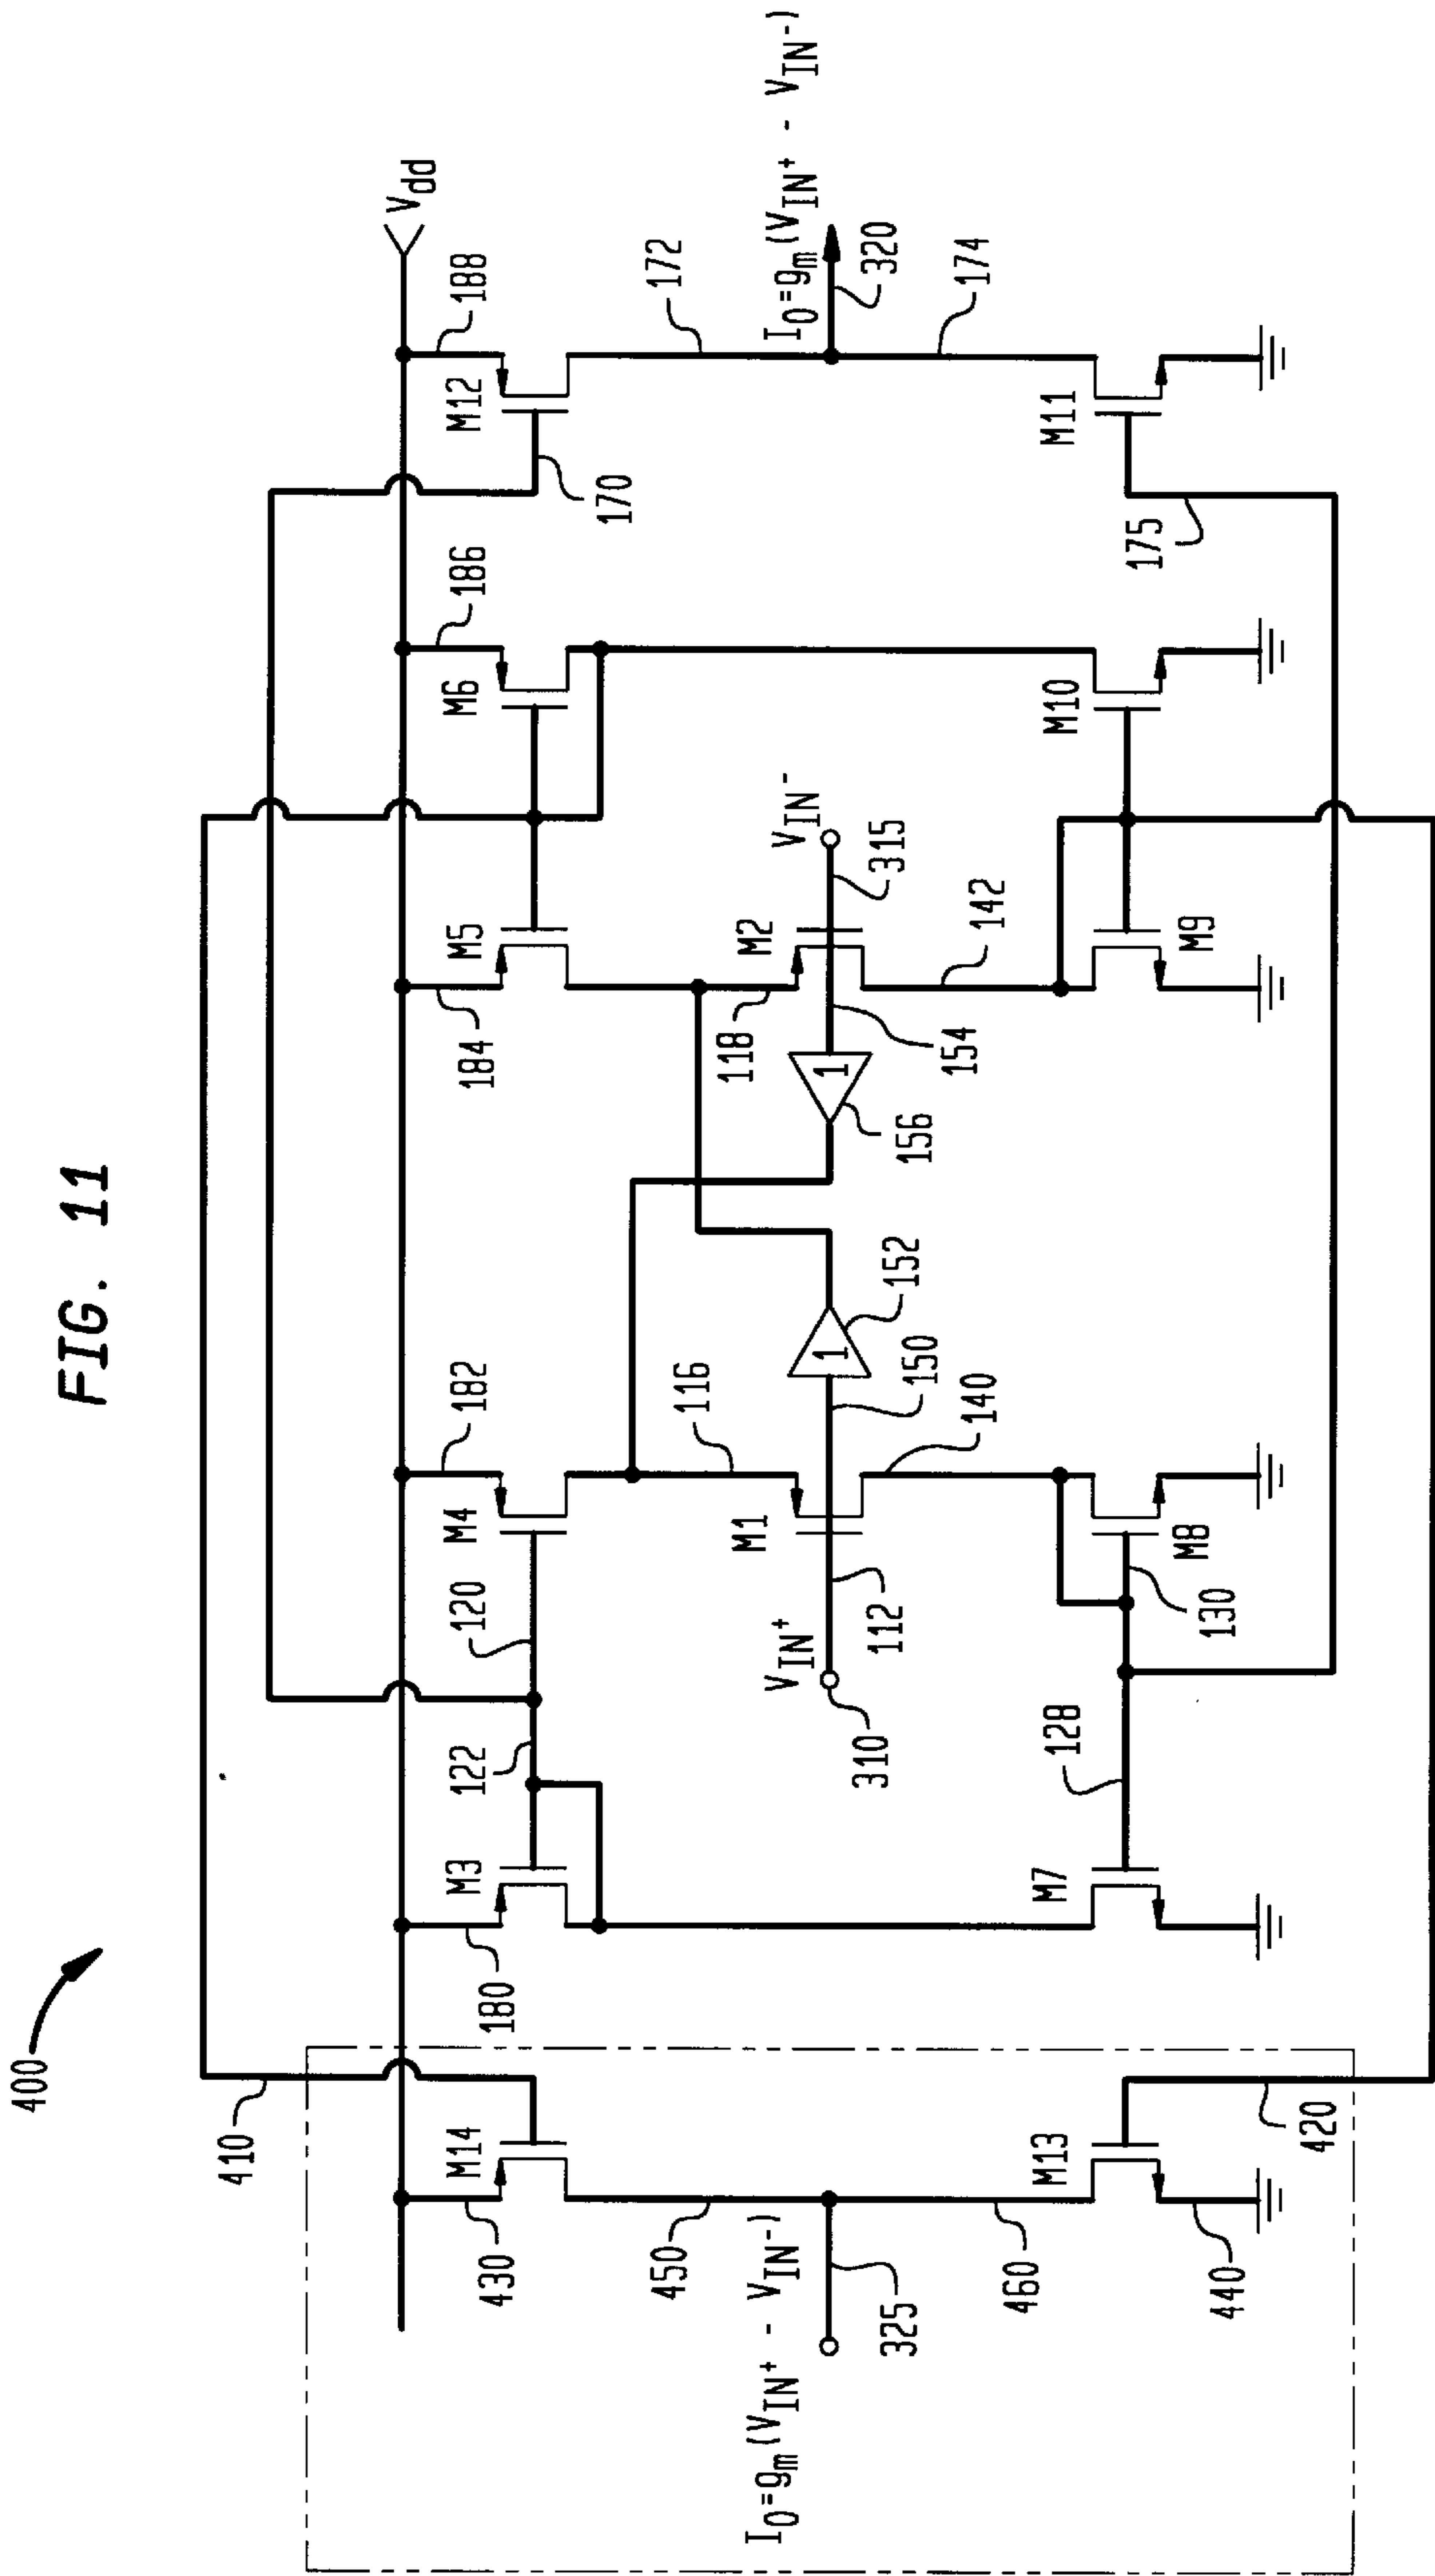 FIG. 11
400
410
V_dd
188
186
184
182
180
430
M12
M6
M5
M4
M3
M14
170
120
122
172
118
116
450
I_O=g_m(V_IN^+ - V_IN^-)
320
V_IN^-
315
M2
154
1
156
1
152
150
M1
112
V_IN^+
310
I_O=g_m(V_IN^+ - V_IN^-)
325
174
142
140
460
M11
M10
M9
M8
M7
M13
175
130
128
440
420